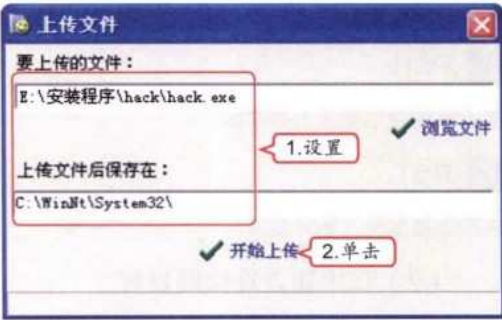 上传文件
要上传的文件：
E:\安装程序\hack\hack.exe
浏览文件
1.设置
上传文件后保存在：
C:\WinNt\System32\
开始上传
2.单击